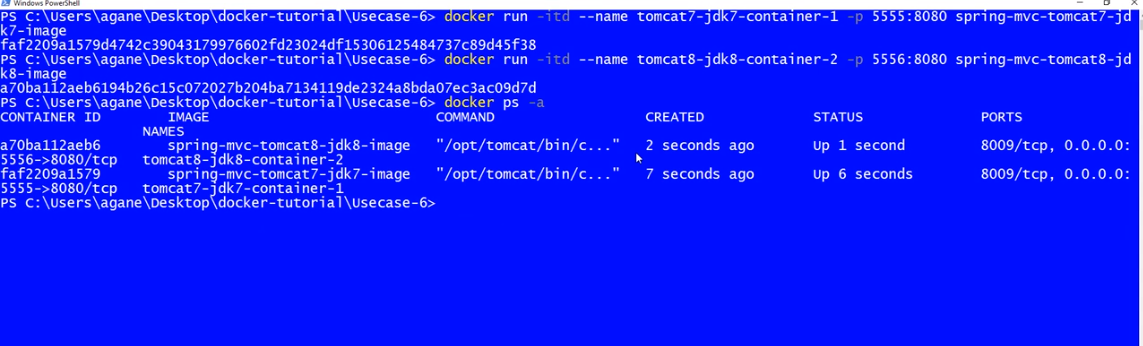 Windows PowerShell
PS C:\Users\agane\Desktop\docker-tutorial\Usecase-6> docker run -itd --name tomcat7-jdk7-container-1 -p 5555:8080 spring-mvc-tomcat7-jd
k7-image
faf2209a1579d4742c39043179976602fd23024df15306125484737c89d45f38
PS C:\Users\agane\Desktop\docker-tutorial\Usecase-6> docker run -itd --name tomcat8-jdk8-container-2 -p 5556:8080 spring-mvc-tomcat8-jd
k8-image
a70ba112aeb6194b26c15c072027b204ba7134119de2324a8bda07ec3ac09d7d
PS C:\Users\agane\Desktop\docker-tutorial\Usecase-6> docker ps -a
CONTAINER ID        IMAGE                           COMMAND                  CREATED             STATUS              PORTS
                 NAMES
a70ba112aeb6        spring-mvc-tomcat8-jdk8-image   "/opt/tomcat/bin/c..."   2 seconds ago       Up 1 second         8009/tcp, 0.0.0.0:
5556->8080/tcp   tomcat8-jdk8-container-2
faf2209a1579        spring-mvc-tomcat7-jdk7-image   "/opt/tomcat/bin/c..."   7 seconds ago       Up 6 seconds        8009/tcp, 0.0.0.0:
5555->8080/tcp   tomcat7-jdk7-container-1
PS C:\Users\agane\Desktop\docker-tutorial\Usecase-6>